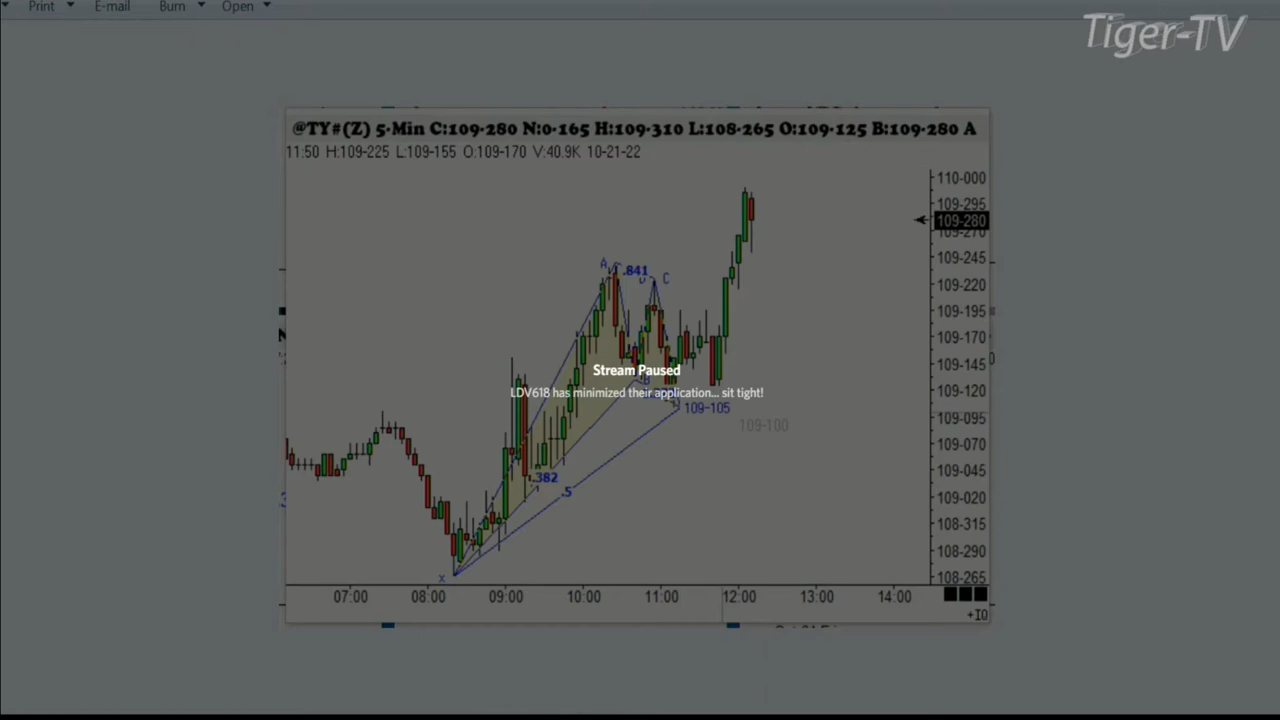 Print E-mail Burn Open
Tiger-TV
@TY#(Z) 5-Min C:109-280 N:0-165 H:109-310 L:108-265 O:109-125 B:109-280 A
11:50 H:109-225 L:109-155 O:109-170 V:40.9K 10-21-22
110-000
109-295
109-280
109-270
109-245
109-220
109-195
109-170
109-145
109-120
109-095
109-070
109-045
109-020
108-315
108-290
108-265
A .841 C
Stream Paused
B
LDV618 has minimized their application... sit tight!
109-105
109-100
.382
.5
X
07:00 08:00 09:00 10:00 11:00 12:00 13:00 14:00
+IQ